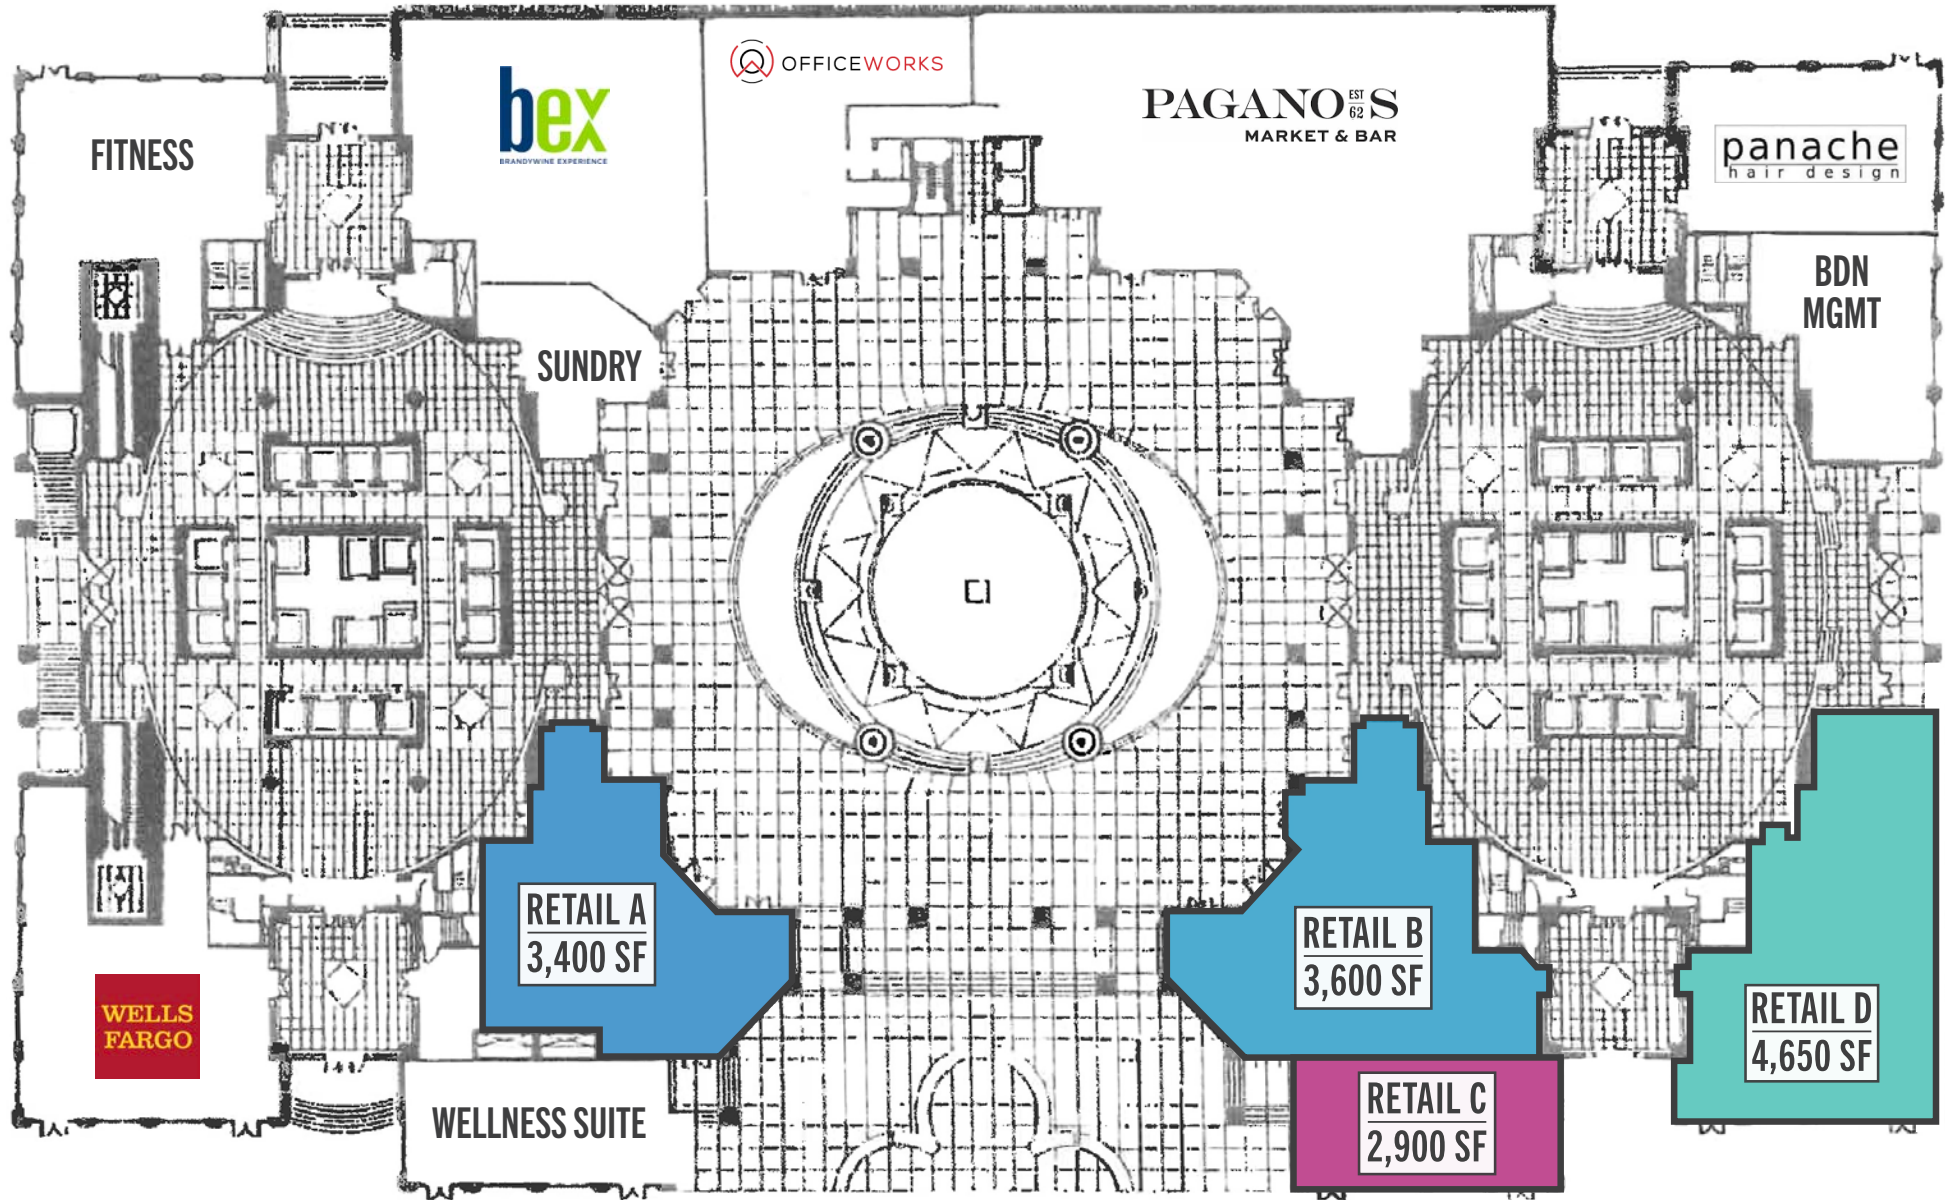 OFFICEWORKS
bex
BRANDYWINE EXPERIENCE
PAGANO'S
EST
62
MARKET & BAR
FITNESS
panache
hair design
BDN
MGMT
SUNDRY
RETAIL A
3,400 SF
RETAIL B
3,600 SF
WELLS
FARGO
RETAIL D
4,650 SF
WELLNESS SUITE
RETAIL C
2,900 SF